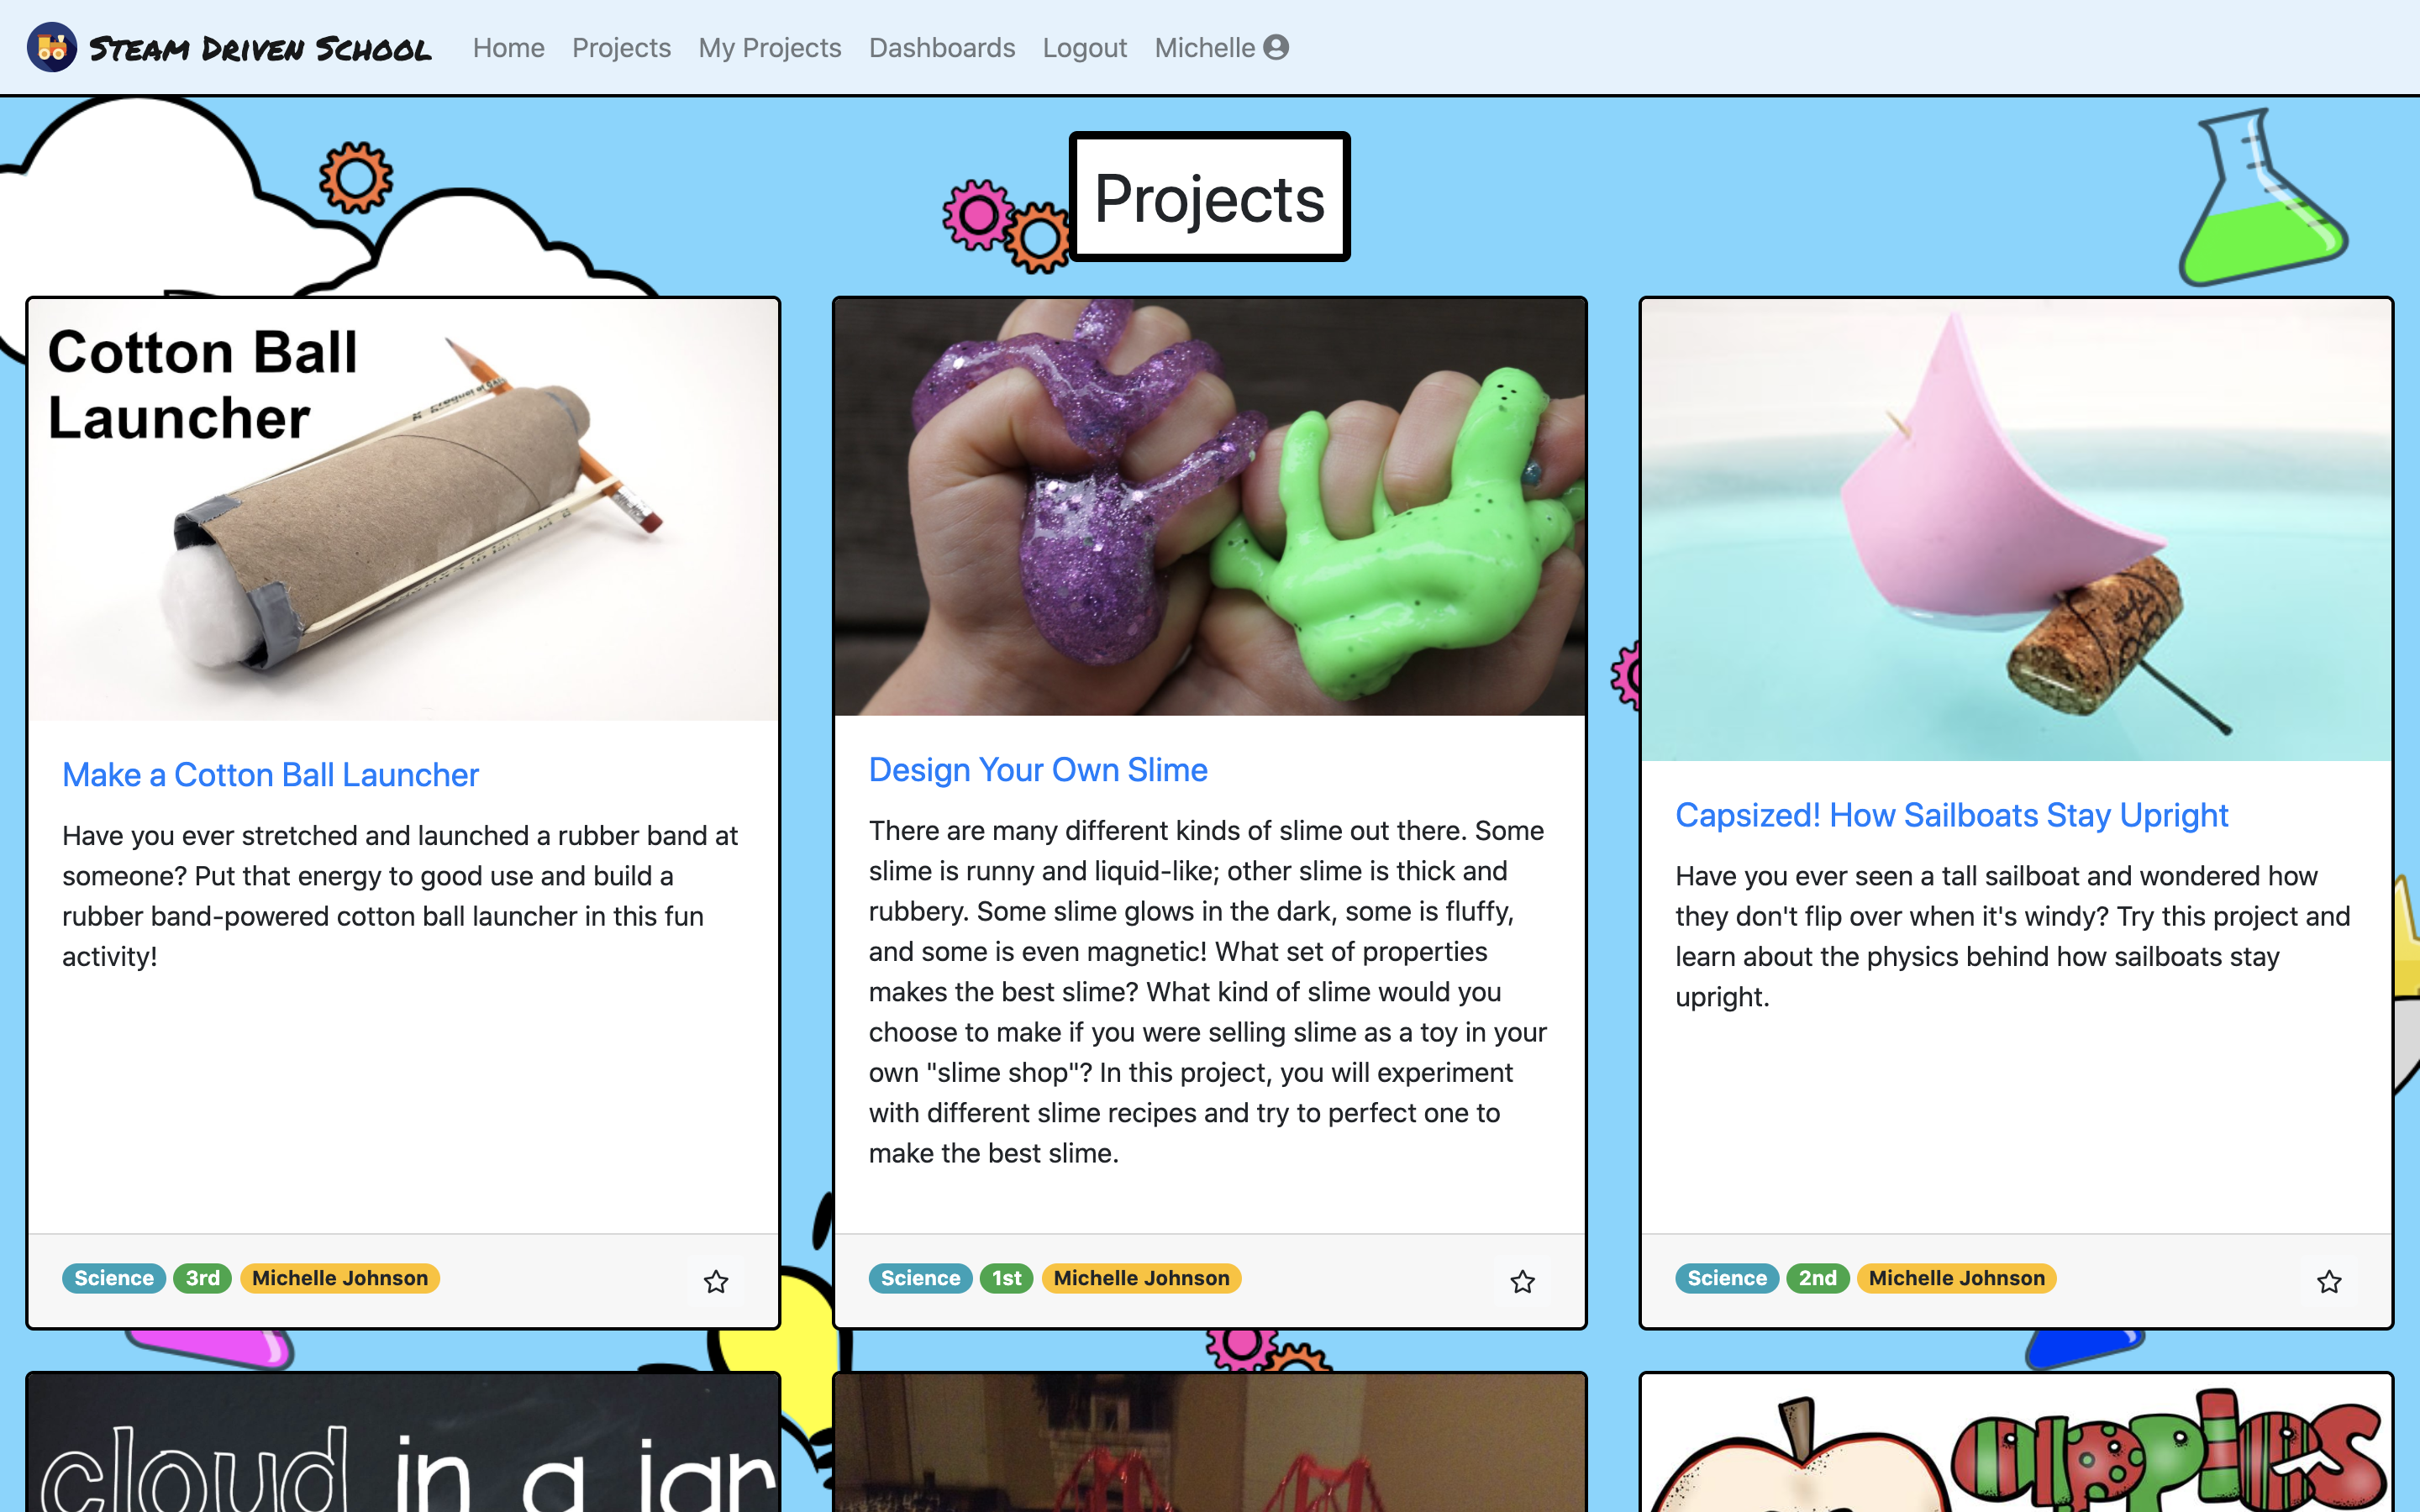 Steam Driven School Home Projects My Projects Dashboards Logout Michelle
Projects
Cotton Ball
Launcher
Make a Cotton Ball Launcher
Have you ever stretched and launched a rubber band at
someone? Put that energy to good use and build a
rubber band-powered cotton ball launcher in this fun
activity!
Science 3rd Michelle Johnson
Design Your Own Slime
There are many different kinds of slime out there. Some
slime is runny and liquid-like; other slime is thick and
rubbery. Some slime glows in the dark, some is fluffy,
and some is even magnetic! What set of properties
makes the best slime? What kind of slime would you
choose to make if you were selling slime as a toy in your
own "slime shop"? In this project, you will experiment
with different slime recipes and try to perfect one to
make the best slime.
Science 1st Michelle Johnson
Capsized! How Sailboats Stay Upright
Have you ever seen a tall sailboat and wondered how
they don't flip over when it's windy? Try this project and
learn about the physics behind how sailboats stay
upright.
Science 2nd Michelle Johnson
cloud in a jar
apples